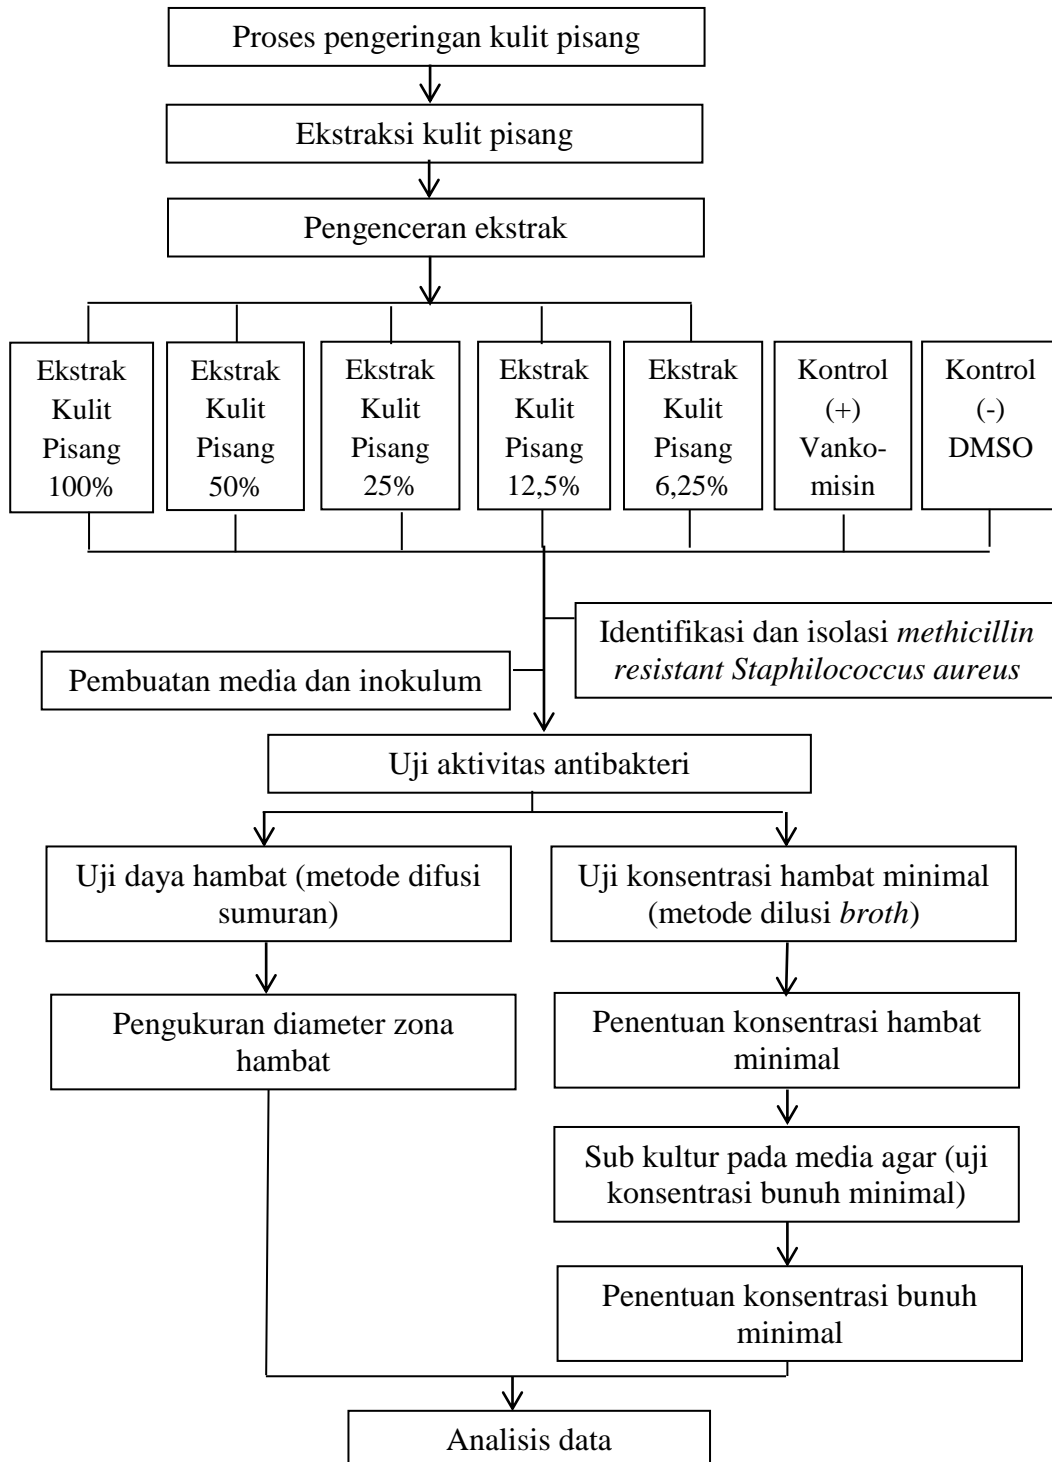 Proses pengeringan kulit pisang
Ekstraksi kulit pisang
Pengenceran ekstrak
Ekstrak
Kulit
Pisang
100%
Ekstrak
Kulit
Pisang
50%
Ekstrak
Kulit
Pisang
25%
Ekstrak
Kulit
Pisang
12,5%
Ekstrak
Kulit
Pisang
6,25%
Kontrol
(+)
Vanko-
misin
Kontrol
(-)
DMSO
Identifikasi dan isolasi methicillin
resistant Staphilococcus aureus
Pembuatan media dan inokulum
Uji aktivitas antibakteri
Uji daya hambat (metode difusi
sumuran)
Uji konsentrasi hambat minimal
(metode dilusi broth)
Pengukuran diameter zona
hambat
Penentuan konsentrasi hambat
minimal
Sub kultur pada media agar (uji
konsentrasi bunuh minimal)
Penentuan konsentrasi bunuh
minimal
Analisis data